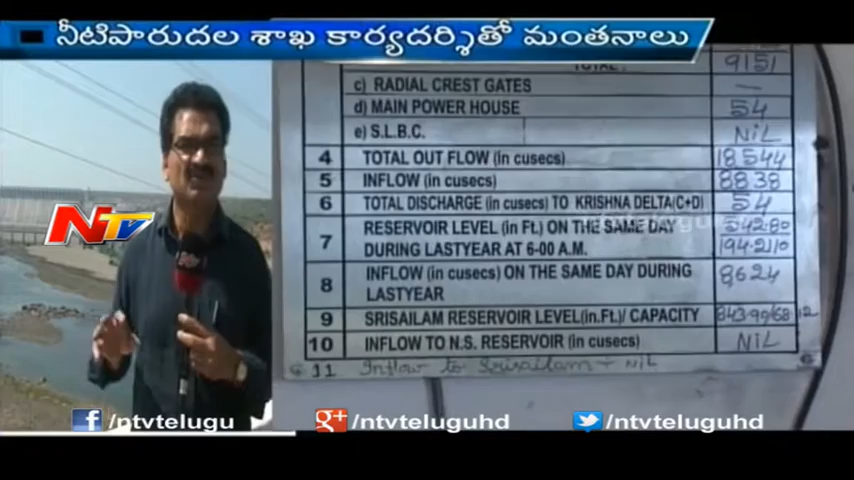 నీటిపారుదల శాఖ కార్యదర్శితో మంతనాలు
TOTAL 9151
c) RADIAL CREST GATES —
d) MAIN POWER HOUSE 54
e) S.L.B.C. NiL
4 TOTAL OUT FLOW (in cusecs) 18544
5 INFLOW (in cusecs) 8838
6 TOTAL DISCHARGE (in cusecs) TO KRISHNA DELTA(C+D) 54
7 RESERVOIR LEVEL (in Ft.) ON THE SAME DAY 542.80
DURING LASTYEAR AT 6-00 A.M. 194.2110
8 INFLOW (in cusecs) ON THE SAME DAY DURING 8,624
LASTYEAR
9 SRISAILAM RESERVOIR LEVEL(in.Ft.)/ CAPACITY
10 INFLOW TO N.S. RESERVOIR (in cusecs) NiL
11 Inflow to Srisailam - NiL
NTV
/ntvtelugu
/ntvteluguhd
/ntvteluguhd